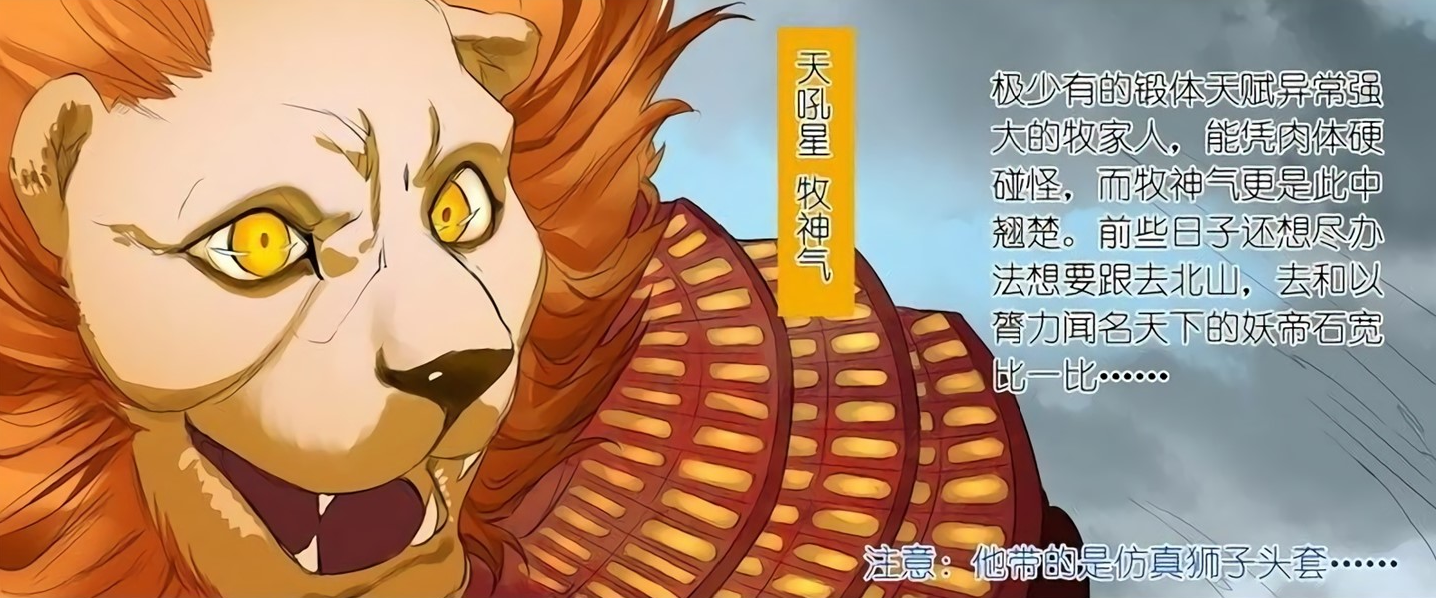 天吼星 牧神气
极少有的锻体天赋异常强
大的牧家人，能凭肉体硬
碰怪，而牧神气更是此中
翘楚。前些日子还想尽办
法想要跟去北山，去和以
膂力闻名天下的妖帝石宽
比一比……
注意：他带的是仿真狮子头套……